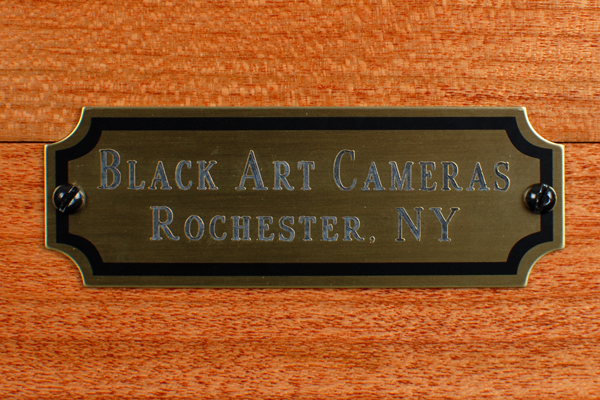 Black Art Cameras
Rochester, NY